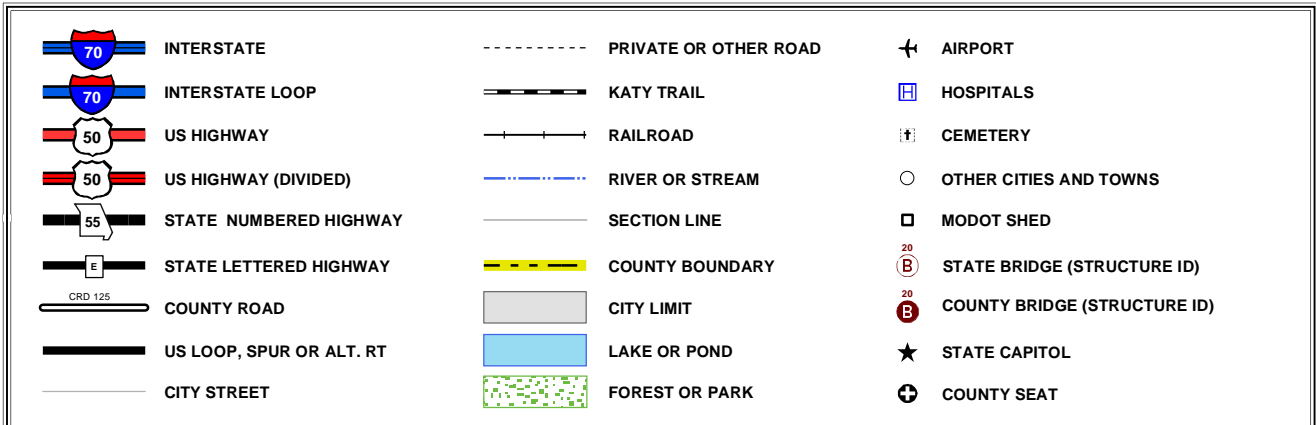 70 INTERSTATE
70 INTERSTATE LOOP
50 US HIGHWAY
50 US HIGHWAY (DIVIDED)
55 STATE NUMBERED HIGHWAY
E STATE LETTERED HIGHWAY
CRD 125
COUNTY ROAD
US LOOP, SPUR OR ALT. RT
CITY STREET
PRIVATE OR OTHER ROAD
KATY TRAIL
RAILROAD
RIVER OR STREAM
SECTION LINE
COUNTY BOUNDARY
CITY LIMIT
LAKE OR POND
FOREST OR PARK
AIRPORT
H HOSPITALS
CEMETERY
OTHER CITIES AND TOWNS
MODOT SHED
20
B STATE BRIDGE (STRUCTURE ID)
20
B COUNTY BRIDGE (STRUCTURE ID)
STATE CAPITOL
COUNTY SEAT